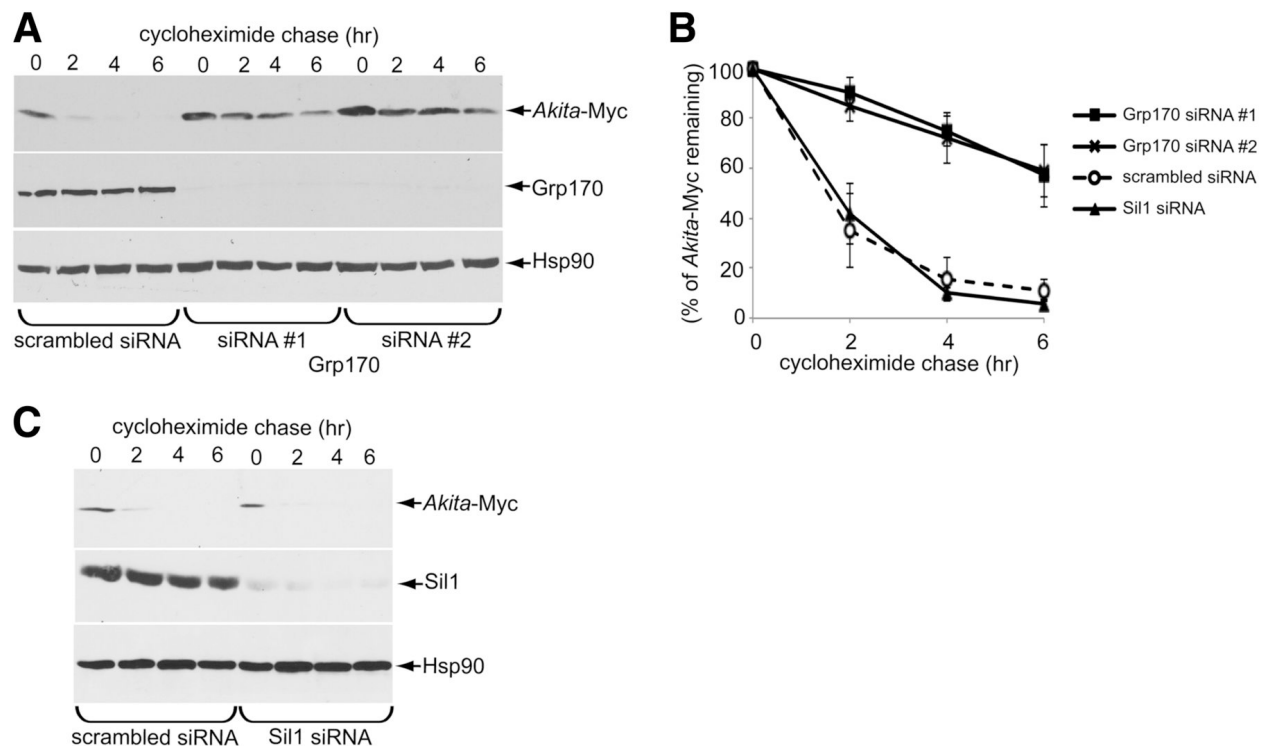 A
cycloheximide chase (hr)
0 2 4 6 0 2 4 6 0 2 4 6
Akita-Myc
Grp170
Hsp90
scrambled siRNA siRNA #1 siRNA #2
Grp170
B
(% of Akita-Myc remaining)
100
80
60
40
20
0
0 2 4 6
cycloheximide chase (hr)
Grp170 siRNA #1
Grp170 siRNA #2
scrambled siRNA
Sil1 siRNA
C
cycloheximide chase (hr)
0 2 4 6 0 2 4 6
Akita-Myc
Sil1
Hsp90
scrambled siRNA Sil1 siRNA